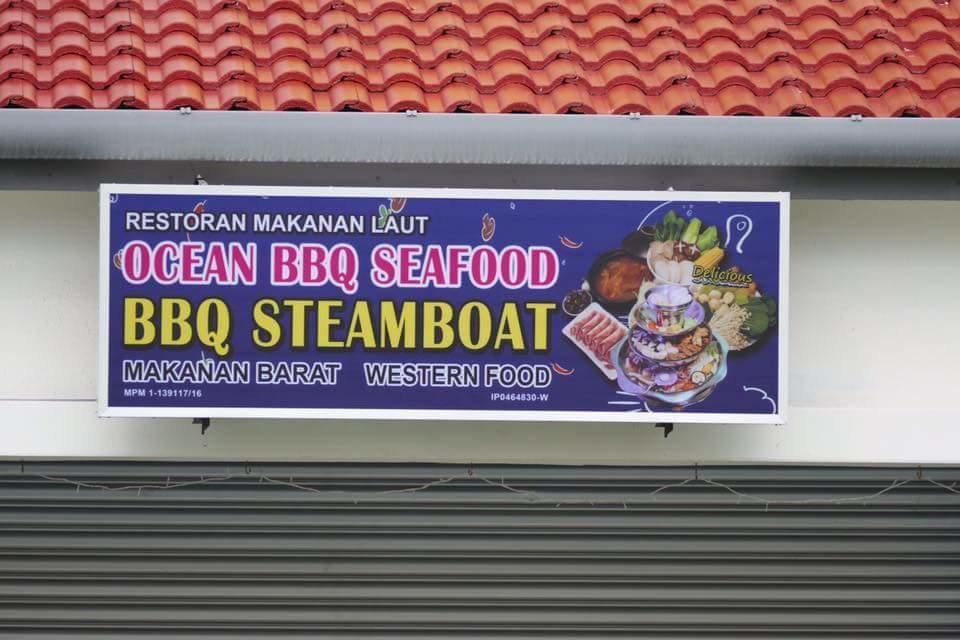 RESTORAN MAKANAN LAUT
OCEAN BBQ SEAFOOD
BBQ STEAMBOAT
MAKANAN BARAT WESTERN FOOD
MPM 1-139117/16 IP0464830-W
Delicious